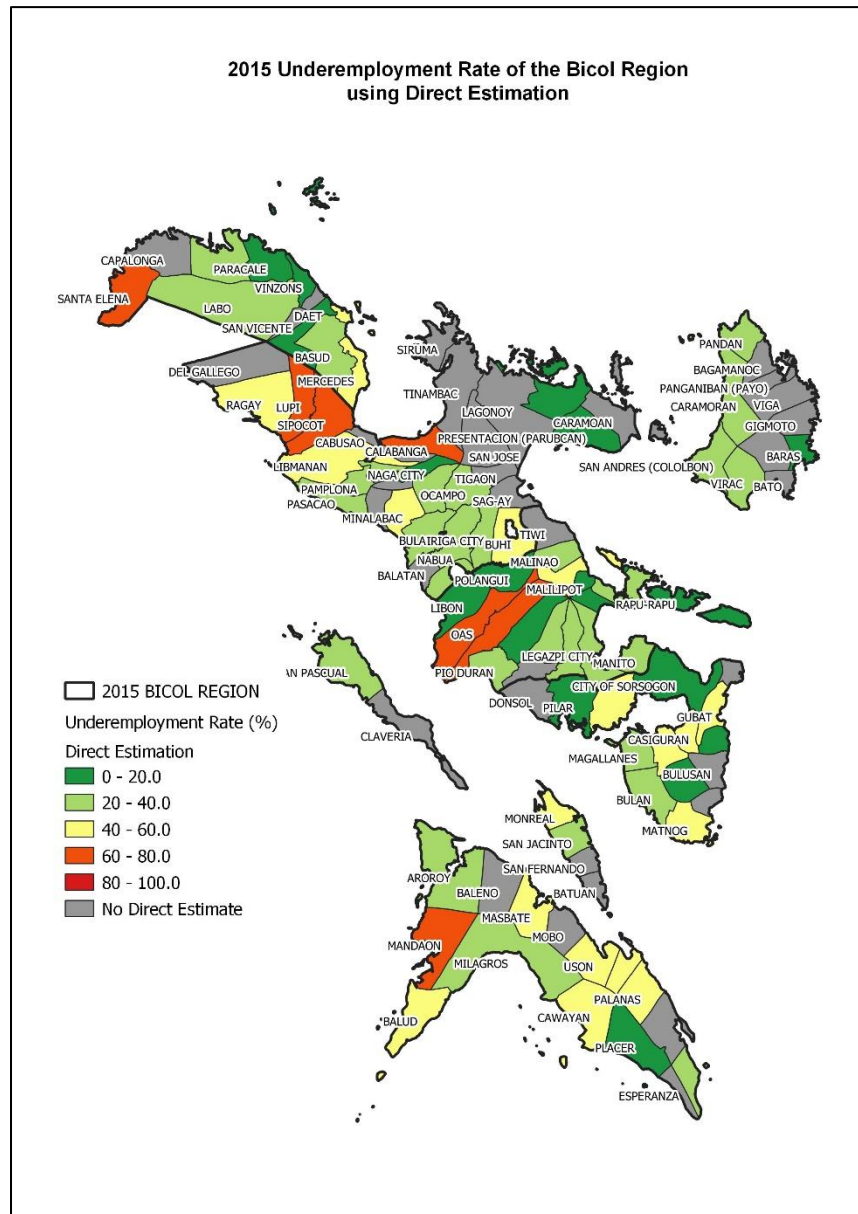 2015 Underemployment Rate of the Bicol Region
using Direct Estimation
CAPALONGA
PARACALE
VINZONS
SANTA ELENA
LABO
DAET
SAN VICENTE
BASUD
DEL GALLEGO
MERCEDES
RAGAY
LUPI
SIPOCOT
CABUSAO
CALABANGA
LIBMANAN
NAGA CITY
TIGAON
PAMPLONA
OCAMPO
PASACAO
SAG-AY
MINALABAC
BULA
IRIGA CITY
BUHI
TIWI
NABUA
BALATAN
MALINAO
POLANGUI
LIBON
MALILIPOT
OAS
RAPU-RAPU
LEGAZPI CITY
PIO DURAN
MANITO
DONSOL
PILAR
CITY OF SORSOGON
GUBAT
CASIGURAN
MAGALLANES
BULUSAN
BULAN
MATNOG
SIRUMA
TINAMBAC
LAGONOY
CARAMOAN
PRESENTACION (PARUBCAN)
SAN JOSE
PANDAN
BAGAMANOC
PANGANIBAN (PAYO)
CARAMORAN
VIGA
GIGMOTO
SAN ANDRES (COLOLBON)
BARAS
VIRAC
BATO
AN PASCUAL
CLAVERIA
2015 BICOL REGION
Underemployment Rate (%)
Direct Estimation
0 - 20.0
20 - 40.0
40 - 60.0
60 - 80.0
80 - 100.0
No Direct Estimate
MONREAL
SAN JACINTO
SAN FERNANDO
BATUAN
AROROY
BALENO
MASBATE
MOBO
MANDAON
MILAGROS
USON
PALANAS
BALUD
CAWAYAN
PLACER
ESPERANZA